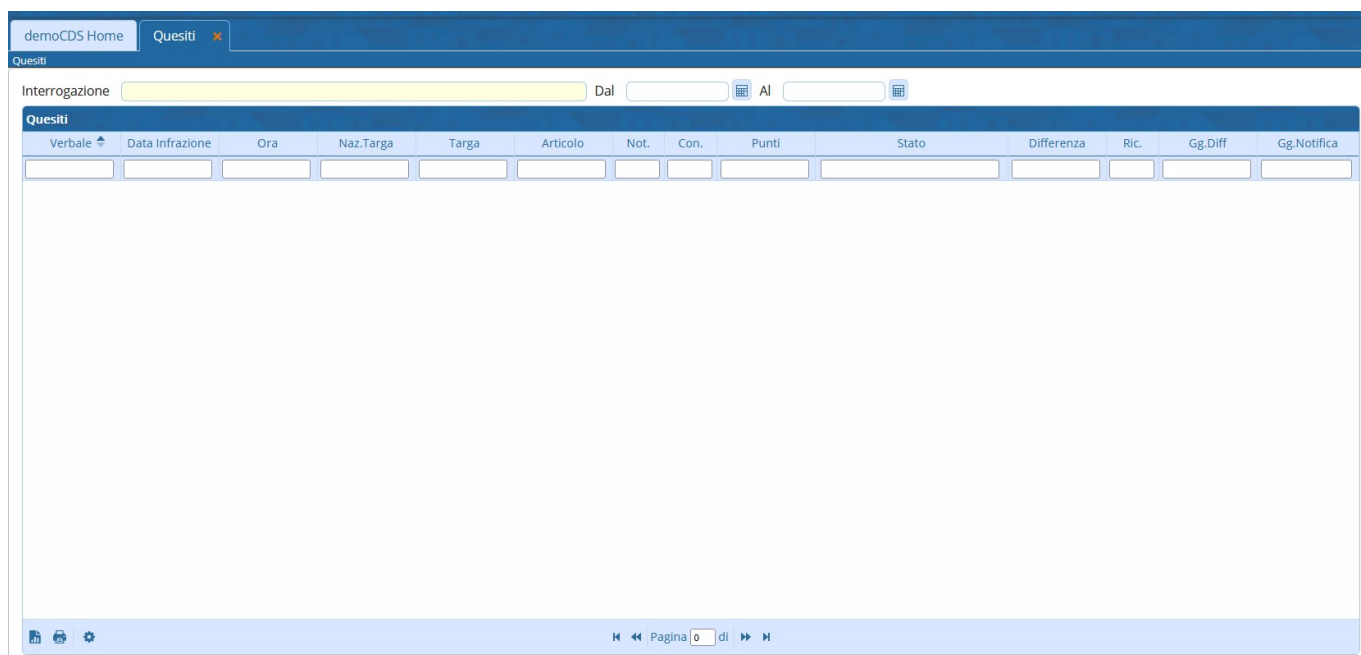 demoCDS Home Quesiti
Quesiti
Interrogazione Dal Al
Quesiti
Verbale Data Infrazione Ora Naz.Targa Targa Articolo Not. Con. Punti Stato Differenza Ric. Gg.Diff Gg.Notifica
Pagina 0 di